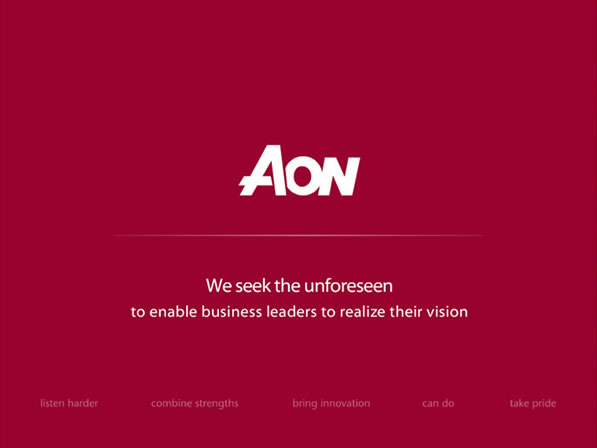 AON
We seek the unforeseen
to enable business leaders to realize their vision
listen harder combine strengths bring innovation can do take pride